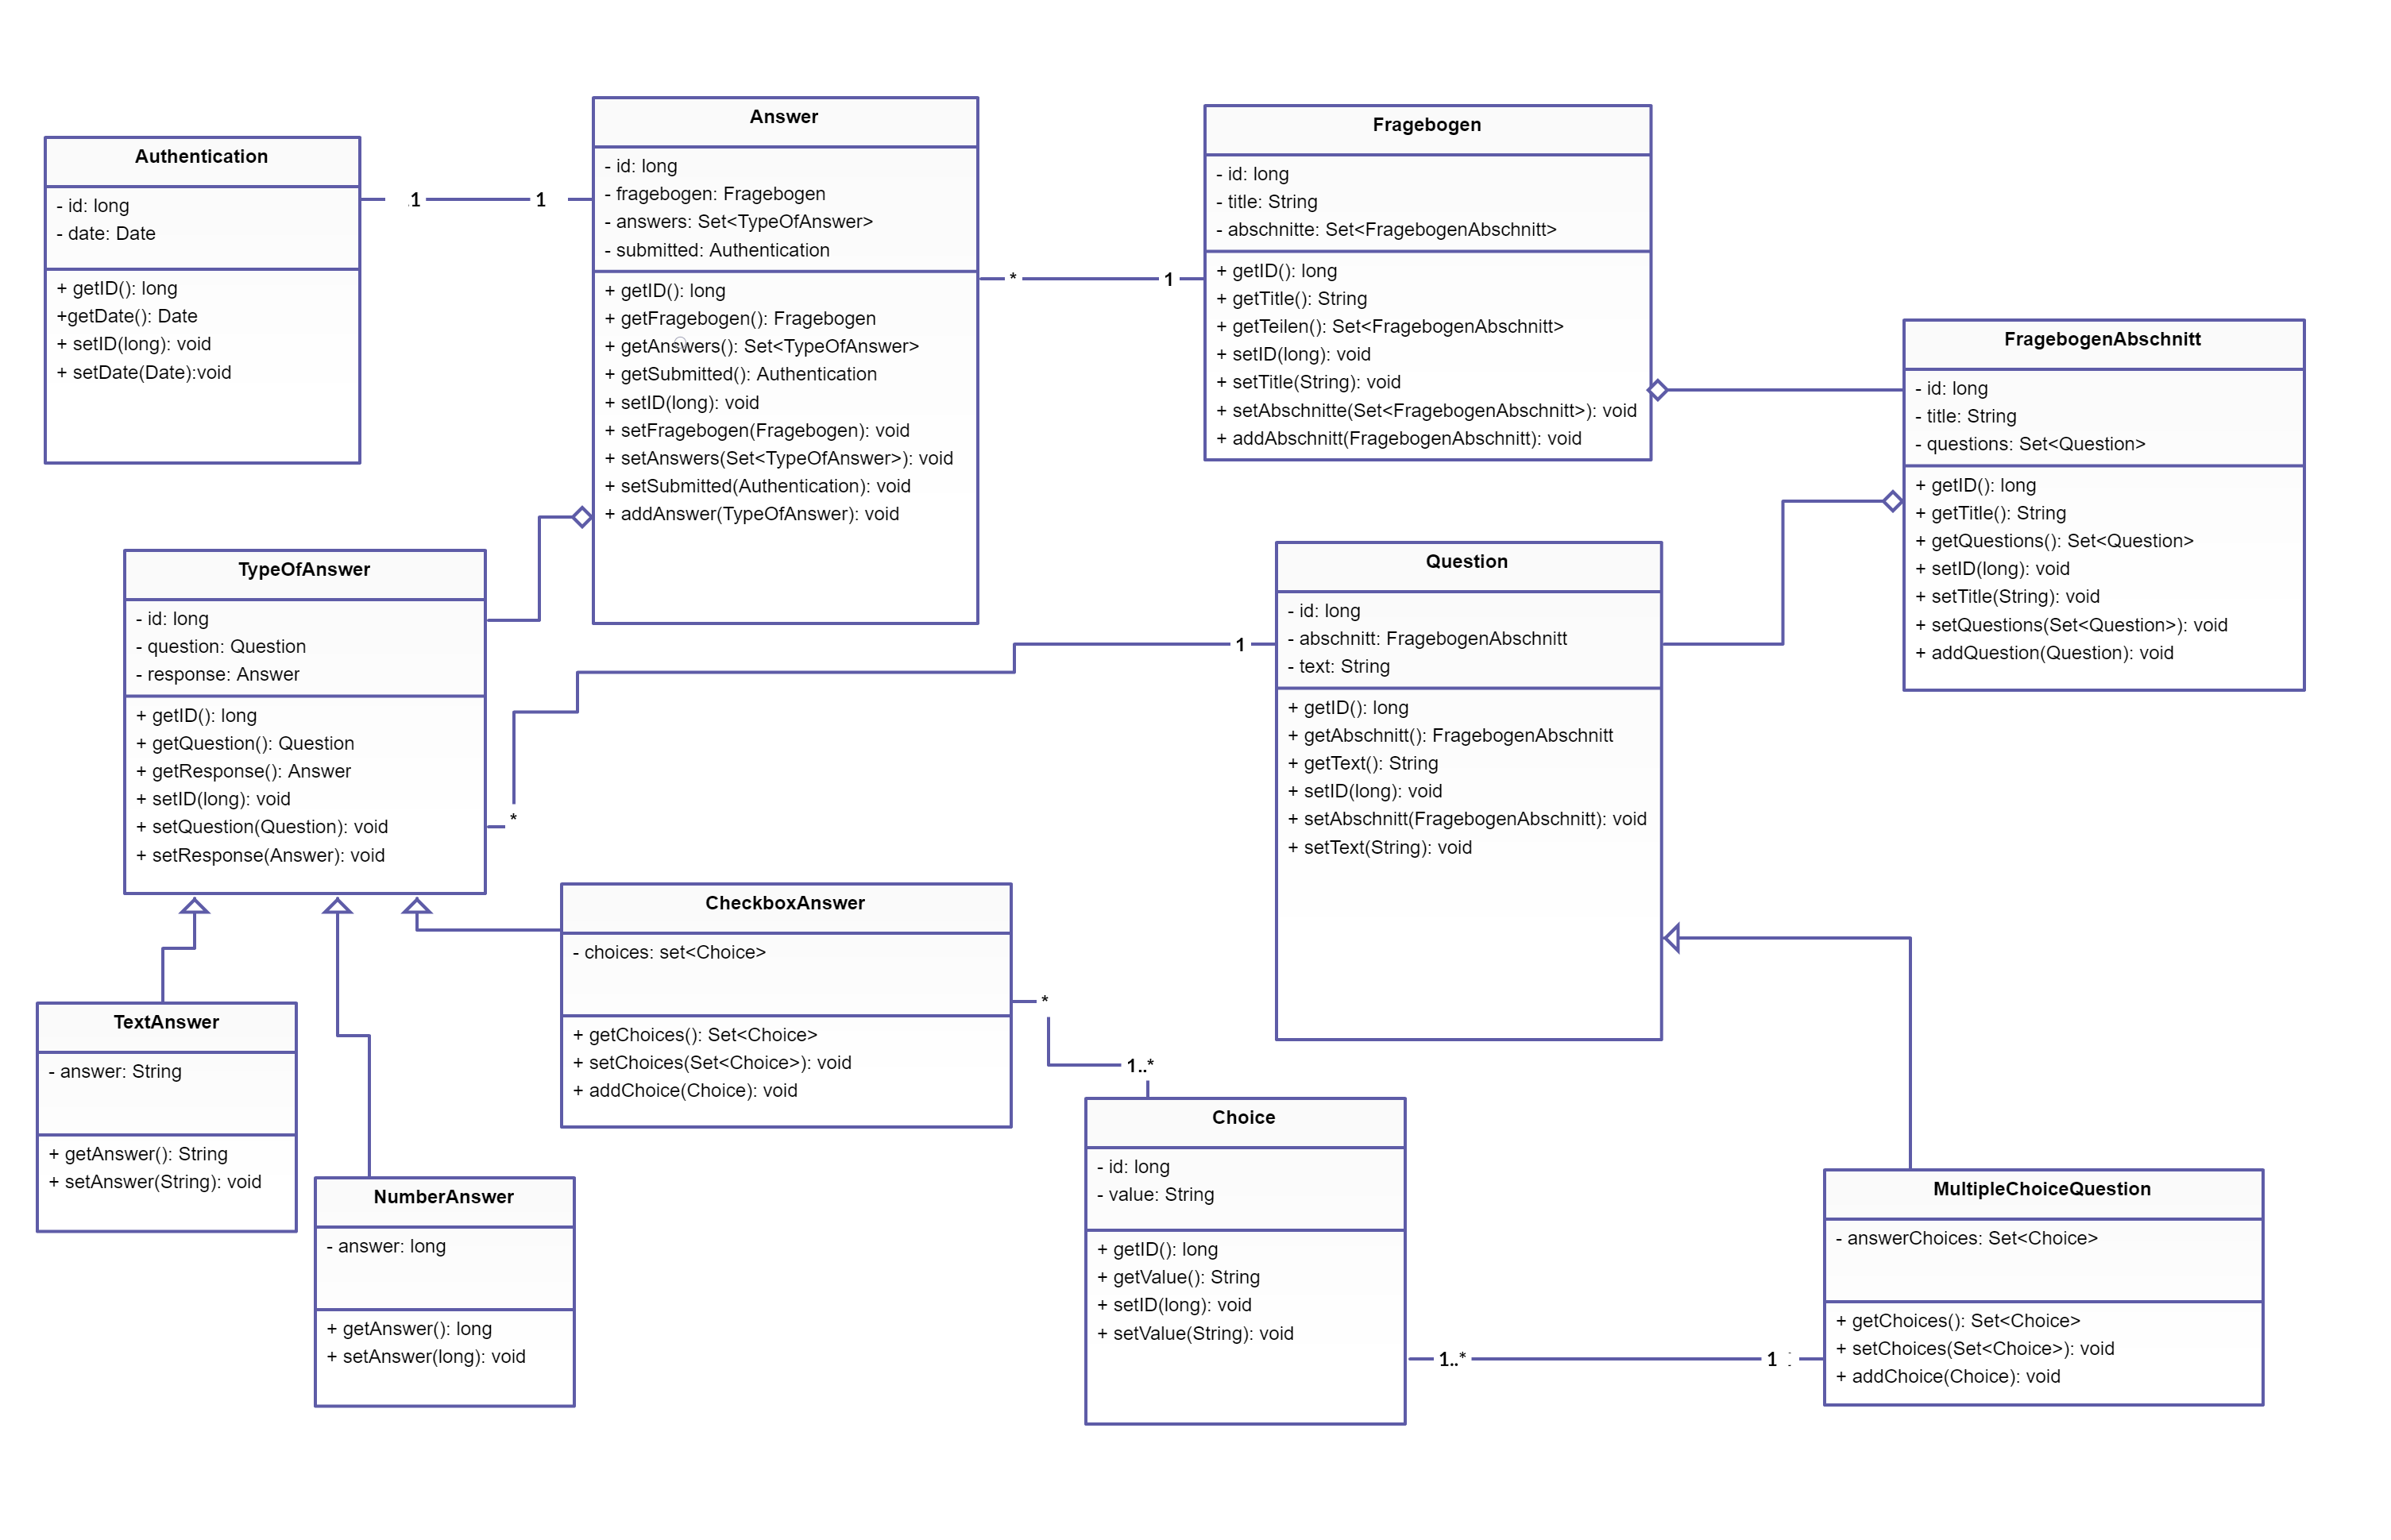 Authentication
- id: long
- date: Date
+ getID(): long
+getDate(): Date
+ setID(long): void
+ setDate(Date):void
1
1
Answer
- id: long
- fragebogen: Fragebogen
- answers: Set<TypeOfAnswer>
- submitted: Authentication
+ getID(): long
+ getFragebogen(): Fragebogen
+ getAnswers(): Set<TypeOfAnswer>
+ getSubmitted(): Authentication
+ setID(long): void
+ setFragebogen(Fragebogen): void
+ setAnswers(Set<TypeOfAnswer>): void
+ setSubmitted(Authentication): void
+ addAnswer(TypeOfAnswer): void
*
1
Fragebogen
- id: long
- title: String
- abschnitte: Set<FragebogenAbschnitt>
+ getID(): long
+ getTitle(): String
+ getTeilen(): Set<FragebogenAbschnitt>
+ setID(long): void
+ setTitle(String): void
+ setAbschnitte(Set<FragebogenAbschnitt>): void
+ addAbschnitt(FragebogenAbschnitt): void
FragebogenAbschnitt
- id: long
- title: String
- questions: Set<Question>
+ getID(): long
+ getTitle(): String
+ getQuestions(): Set<Question>
+ setID(long): void
+ setTitle(String): void
+ setQuestions(Set<Question>): void
+ addQuestion(Question): void
TypeOfAnswer
- id: long
- question: Question
- response: Answer
+ getID(): long
+ getQuestion(): Question
+ getResponse(): Answer
+ setID(long): void
+ setQuestion(Question): void
+ setResponse(Answer): void
*
1
Question
- id: long
- abschnitt: FragebogenAbschnitt
- text: String
+ getID(): long
+ getAbschnitt(): FragebogenAbschnitt
+ getText(): String
+ setID(long): void
+ setAbschnitt(FragebogenAbschnitt): void
+ setText(String): void
CheckboxAnswer
- choices: set<Choice>
+ getChoices(): Set<Choice>
+ setChoices(Set<Choice>): void
+ addChoice(Choice): void
*
1..*
TextAnswer
- answer: String
+ getAnswer(): String
+ setAnswer(String): void
NumberAnswer
- answer: long
+ getAnswer(): long
+ setAnswer(long): void
Choice
- id: long
- value: String
+ getID(): long
+ getValue(): String
+ setID(long): void
+ setValue(String): void
1..*
1
MultipleChoiceQuestion
- answerChoices: Set<Choice>
+ getChoices(): Set<Choice>
+ setChoices(Set<Choice>): void
+ addChoice(Choice): void